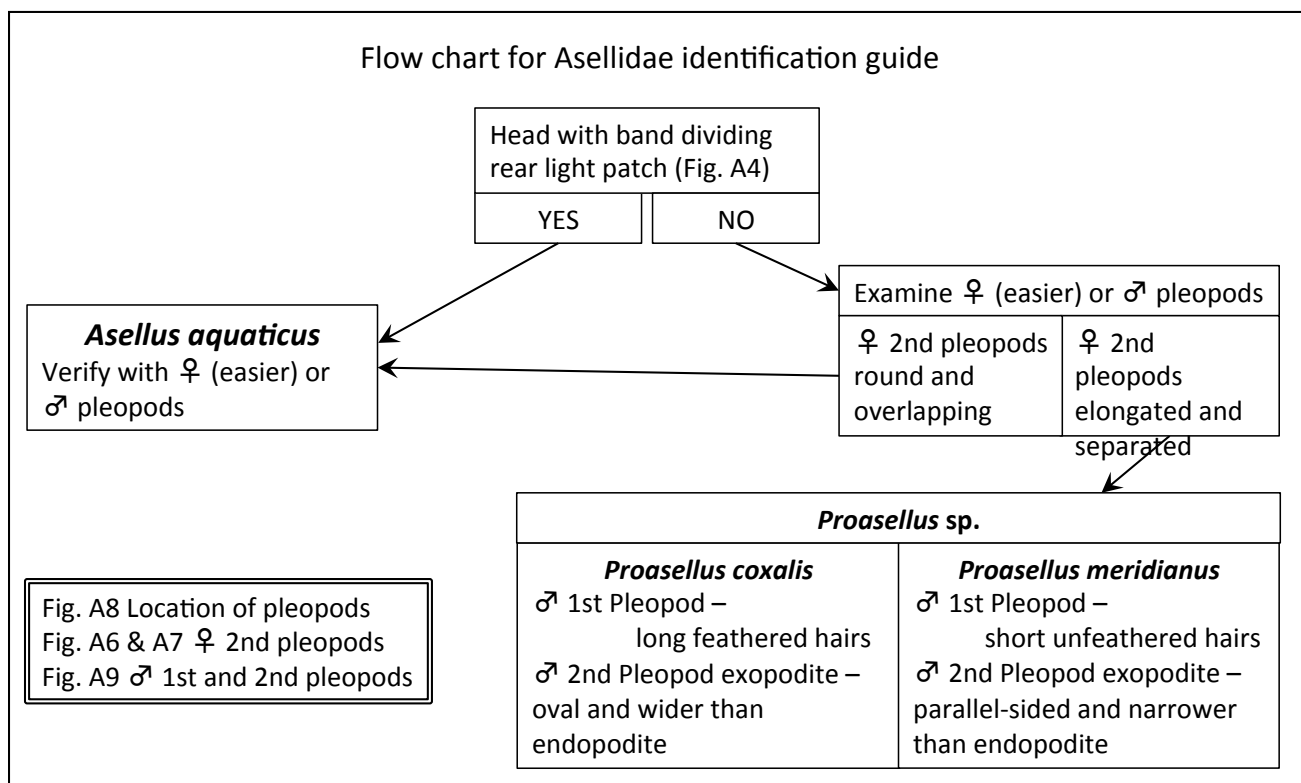 Flow chart for Asellidae identification guide
Head with band dividing
rear light patch (Fig. A4)
YES
NO
Examine ♀ (easier) or ♂ pleopods
♀ 2nd pleopods
round and
overlapping
♀ 2nd
pleopods
elongated and
separated
Asellus aquaticus
Verify with ♀ (easier) or
♂ pleopods
Proasellus sp.
Proasellus coxalis
♂ 1st Pleopod –
long feathered hairs
♂ 2nd Pleopod exopodite –
oval and wider than
endopodite
Proasellus meridianus
♂ 1st Pleopod –
short unfeathered hairs
♂ 2nd Pleopod exopodite –
parallel-sided and narrower
than endopodite
Fig. A8 Location of pleopods
Fig. A6 & A7 ♀ 2nd pleopods
Fig. A9 ♂ 1st and 2nd pleopods